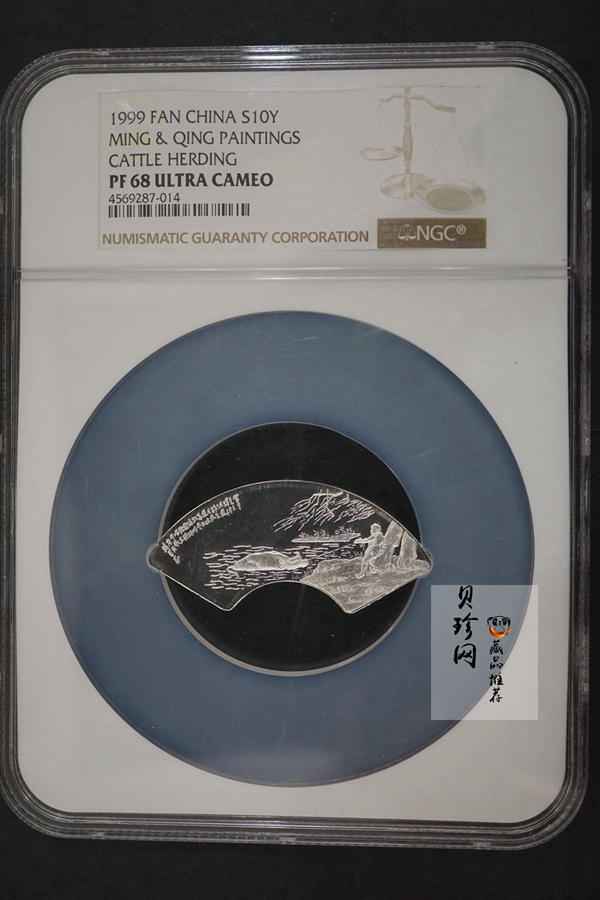 1999 FAN CHINA S10Y
MING & QING PAINTINGS
CATTLE HERDING
PF 68 ULTRA CAMEO
4569287-014
NUMISMATIC GUARANTY CORPORATION
NGC®
贝珍网
藏品推荐